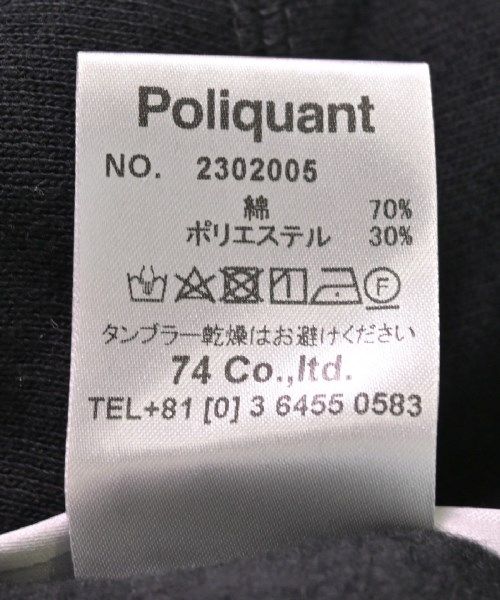 Poliquant
NO. 2302005
綿 70%
ポリエステル 30%
F
タンブラー乾燥はお避けください
74 Co.,ltd.
TEL+81 [0] 3 6455 0583